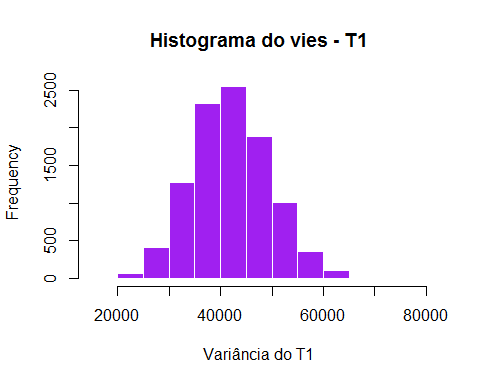 Histograma do vies - T1
Frequency
2500
1500
500
0
20000 40000 60000 80000
Variância do T1